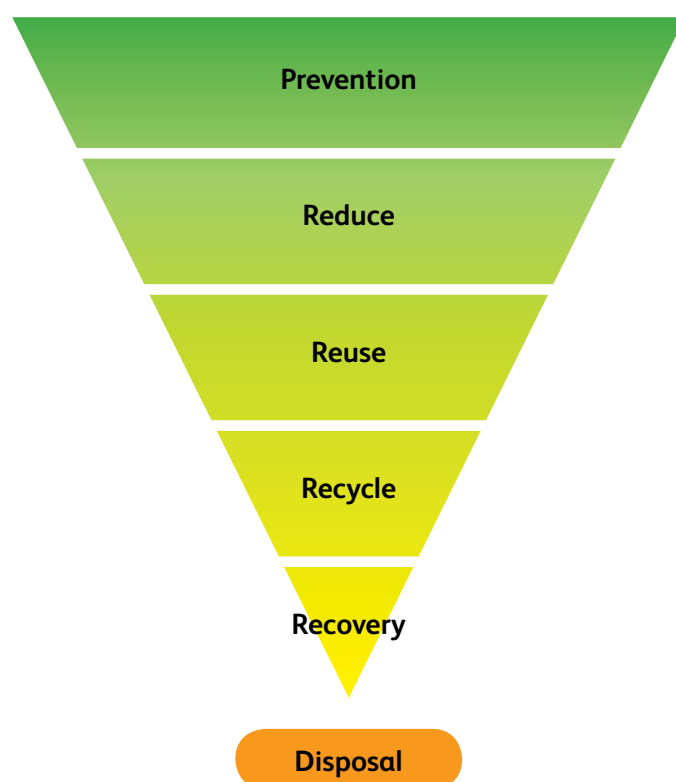 Prevention
Reduce
Reuse
Recycle
Recovery
Disposal